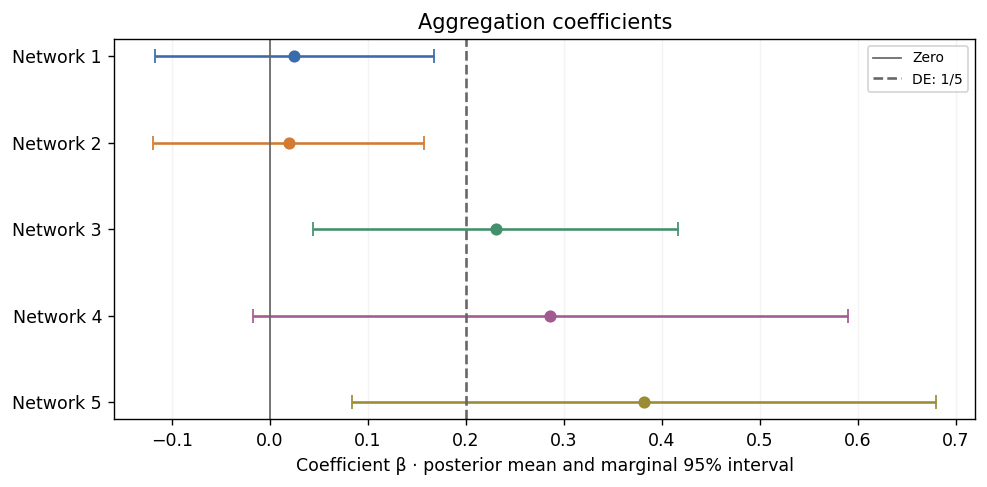 Aggregation coefficients
Network 1
Network 2
Network 3
Network 4
Network 5
Zero
DE: 1/5
−0.1 0.0 0.1 0.2 0.3 0.4 0.5 0.6 0.7
Coefficient β · posterior mean and marginal 95% interval